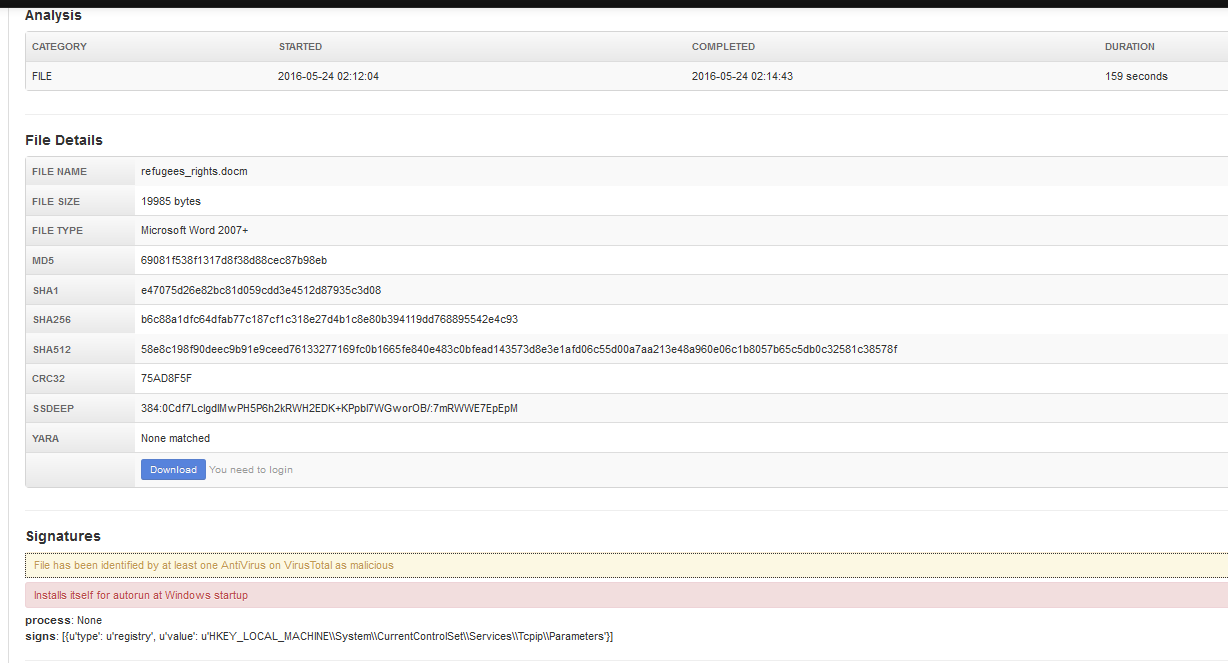 Analysis
CATEGORY STARTED COMPLETED DURATION
FILE 2016-05-24 02:12:04 2016-05-24 02:14:43 159 seconds
File Details
FILE NAME refugees_rights.docm
FILE SIZE 19985 bytes
FILE TYPE Microsoft Word 2007+
MD5 69081f538f1317d8f38d88cec87b98eb
SHA1 e47075d26e82bc81d059cdd3e4512d87935c3d08
SHA256 b6c88a1dfc64dfab77c187cf1c318e27d4b1c8e80b394119dd768895542e4c93
SHA512 58e8c198f90deec9b91e9ceed76133277169fc0b1665fe840e483c0bfead143573d8e3e1afd06c55d00a7aa213e48a960e06c1b8057b65c5db0c32581c38578f
CRC32 75AD8F5F
SSDEEP 384:0Cdf7LcIgdIMwPH5P6h2kRWH2EDK+KPpbI7WGworOB/:7mRWWE7EpEpM
YARA None matched
Download You need to login
Signatures
File has been identified by at least one AntiVirus on VirusTotal as malicious
Installs itself for autorun at Windows startup
process: None
signs: [{u'type': u'registry', u'value': u'HKEY_LOCAL_MACHINE\\System\\CurrentControlSet\\Services\\Tcpip\\Parameters'}]